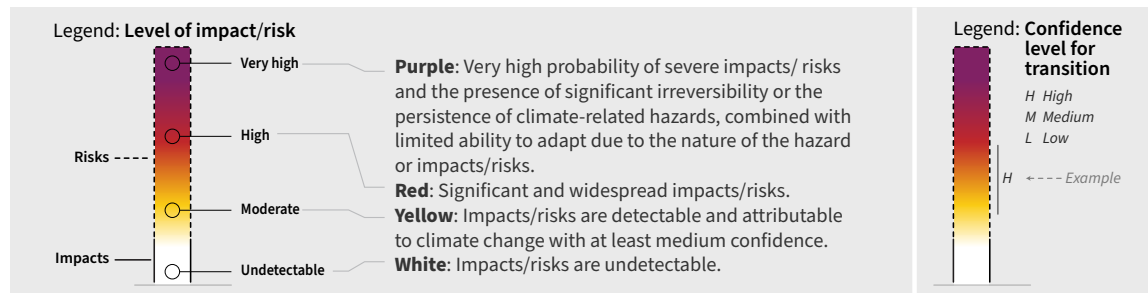 Legend: Level of impact/risk
Very high
High
Risks
Moderate
Impacts
Undetectable
Purple: Very high probability of severe impacts/ risks
and the presence of significant irreversibility or the
persistence of climate-related hazards, combined with
limited ability to adapt due to the nature of the hazard
or impacts/risks.
Red: Significant and widespread impacts/risks.
Yellow: Impacts/risks are detectable and attributable
to climate change with at least medium confidence.
White: Impacts/risks are undetectable.
Legend: Confidence
level for
transition
H High
M Medium
L Low
H
Example